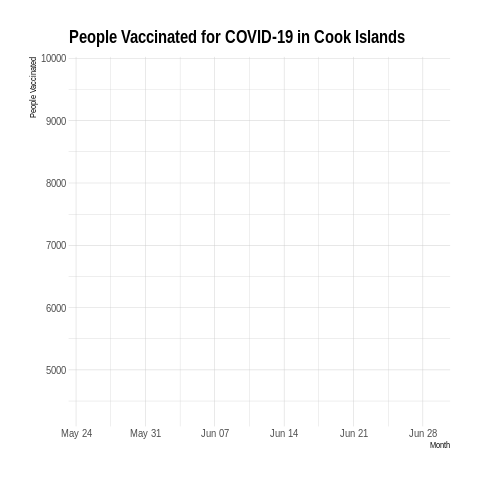 People Vaccinated for COVID-19 in Cook Islands
People Vaccinated
10000
9000
8000
7000
6000
5000
May 24 May 31 Jun 07 Jun 14 Jun 21 Jun 28
Month